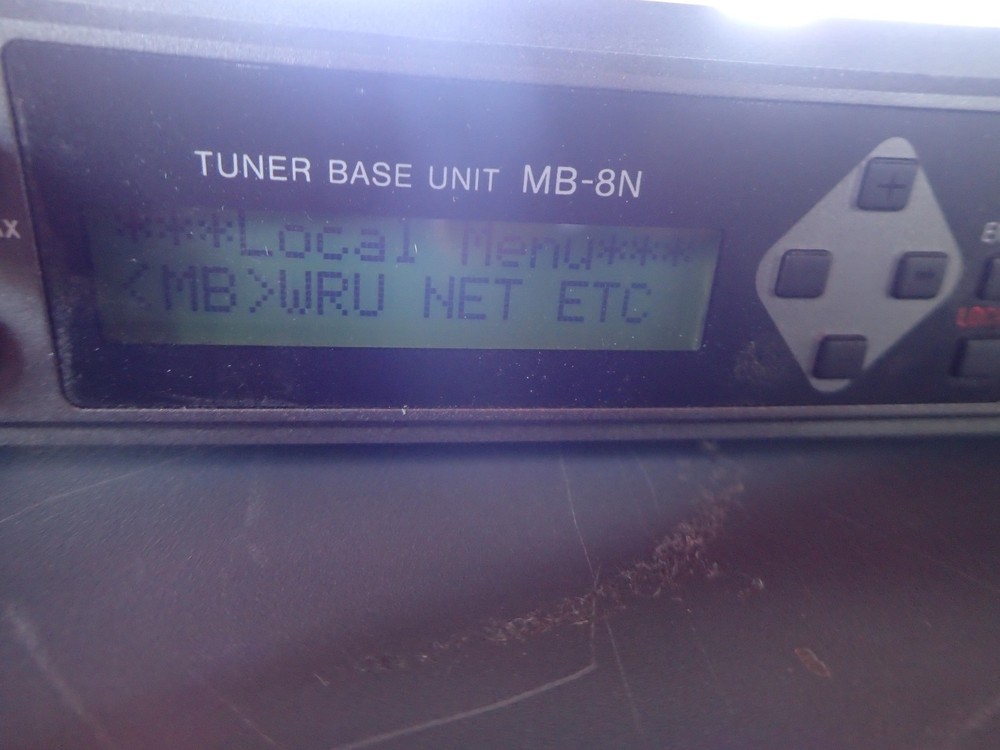 TUNER BASE UNIT MB-8N
***Local Menu***
<MB>WRU NET ETC
+
-